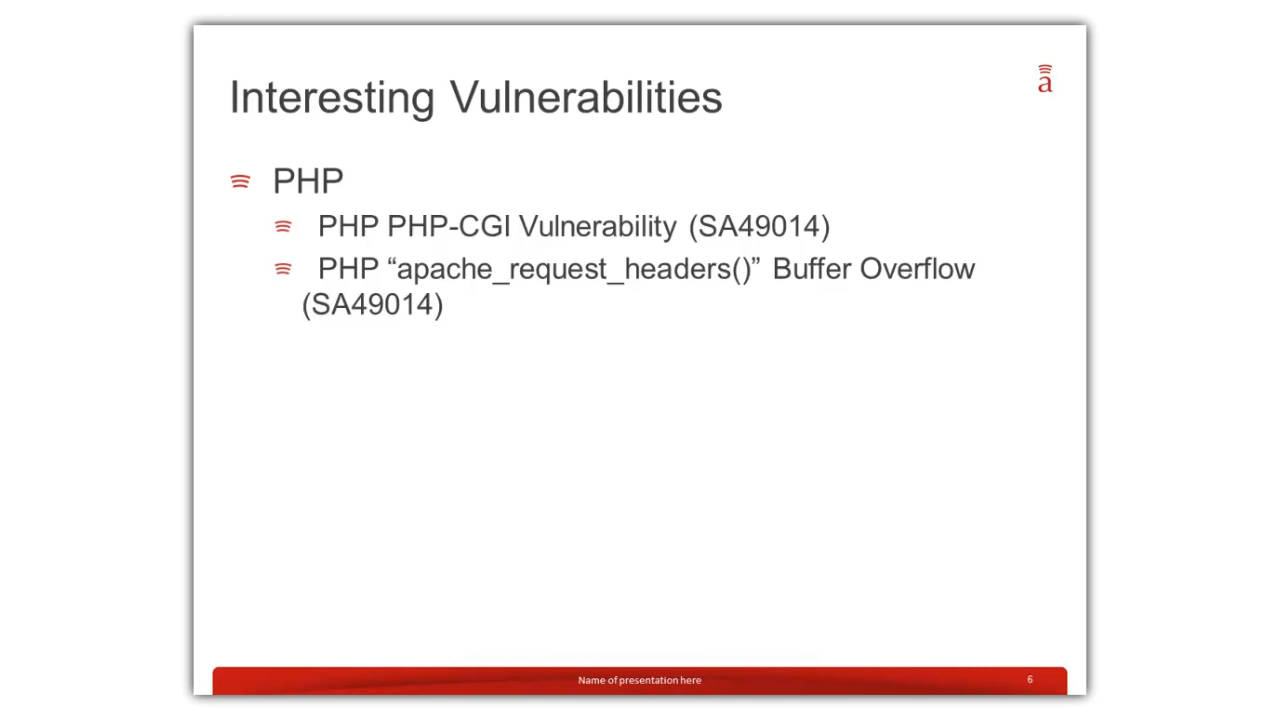 a
Interesting Vulnerabilities
PHP
PHP PHP-CGI Vulnerability (SA49014)
PHP “apache_request_headers()” Buffer Overflow
(SA49014)
Name of presentation here
6